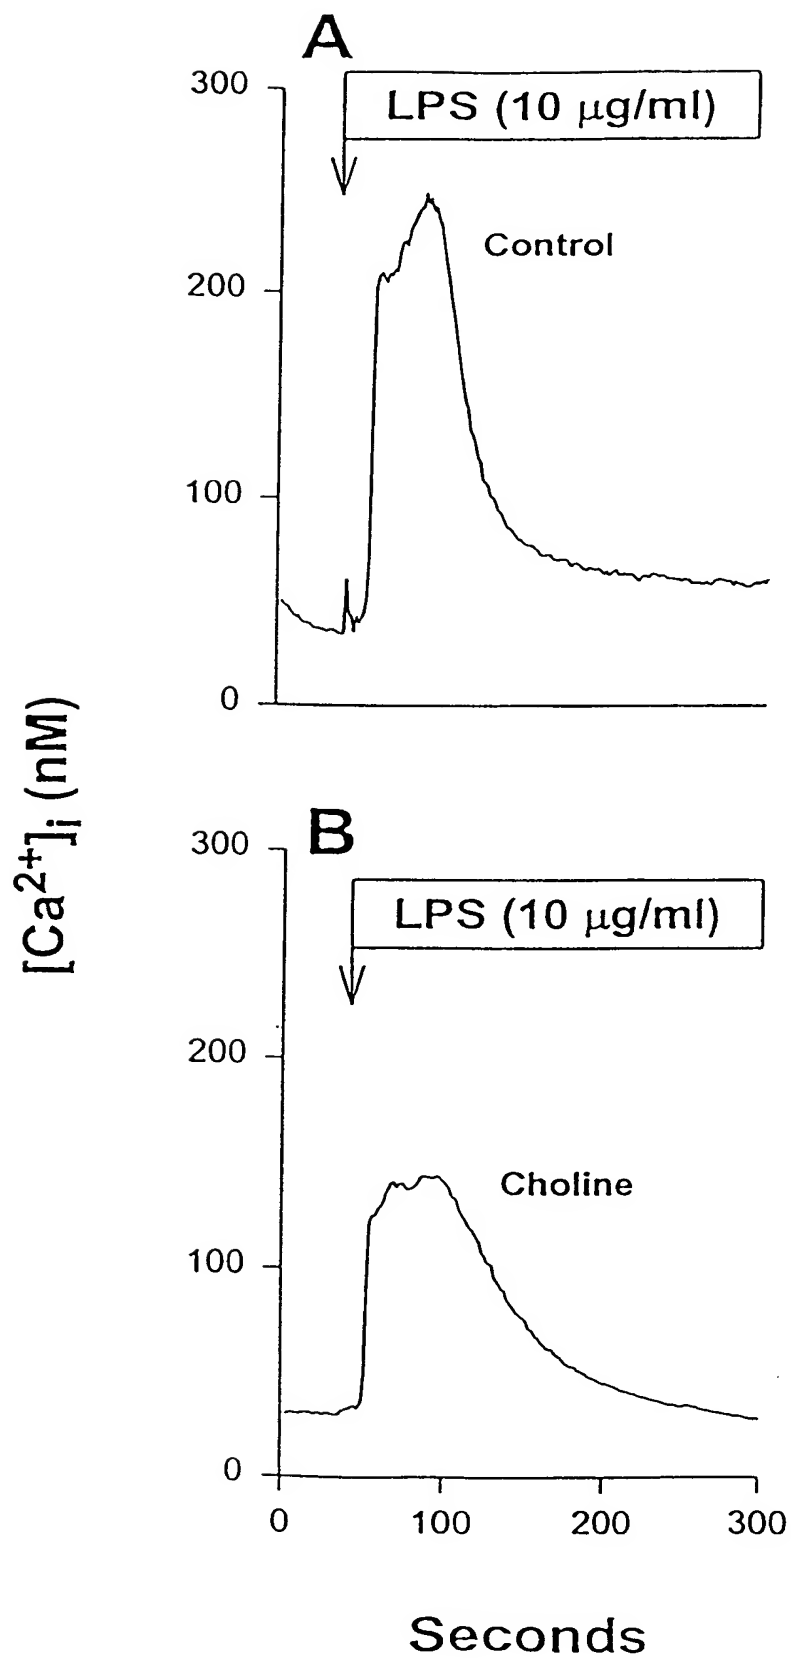 A
300
LPS (10 μg/ml)
Control
200
100
0
[Ca2+]i (nM)
B
300
LPS (10 μg/ml)
200
Choline
100
0
0 100 200 300
Seconds